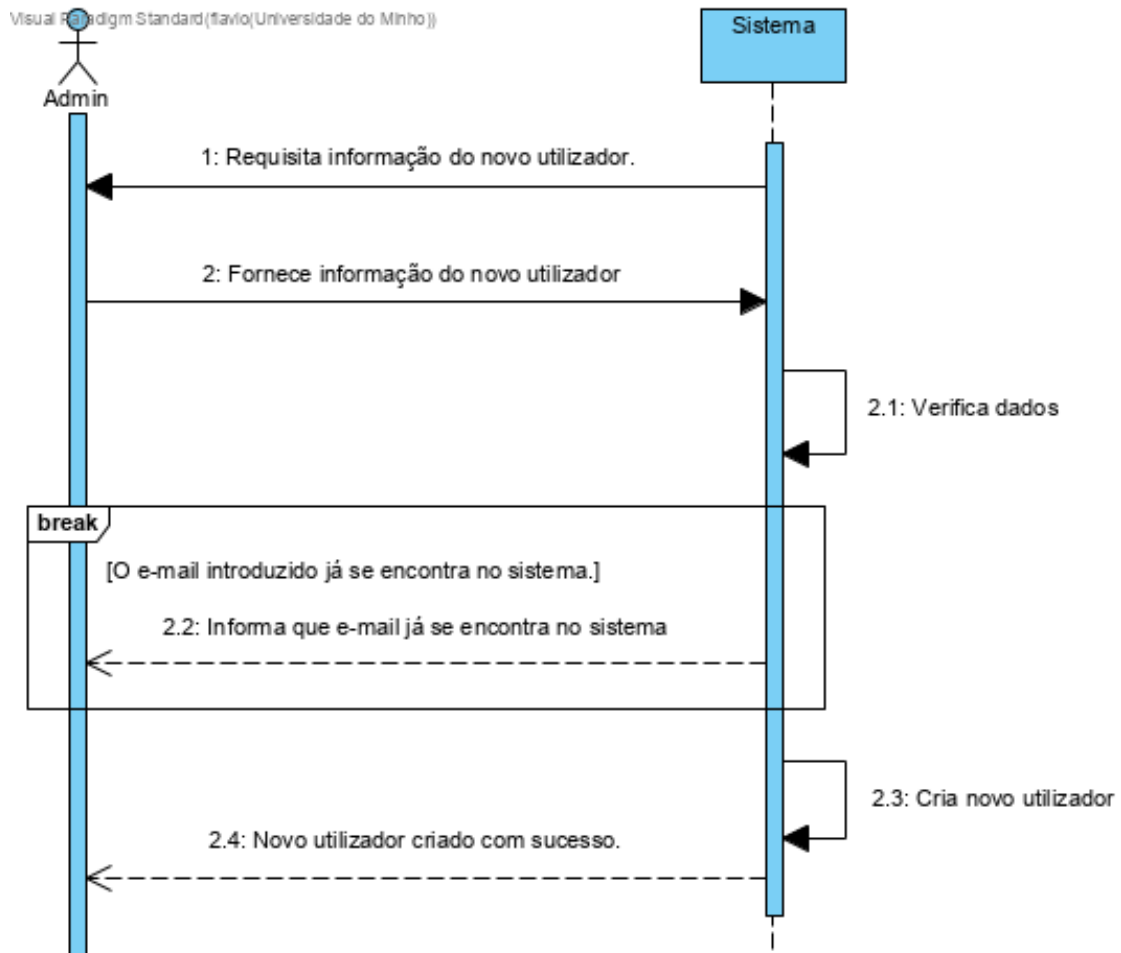 Visual Paradigm Standard(flavio(Universidade do Minho))
Sistema
Admin
1: Requisita informação do novo utilizador.
2: Fornece informação do novo utilizador
2.1: Verifica dados
break
[O e-mail introduzido já se encontra no sistema.]
2.2: Informa que e-mail já se encontra no sistema
2.3: Cria novo utilizador
2.4: Novo utilizador criado com sucesso.